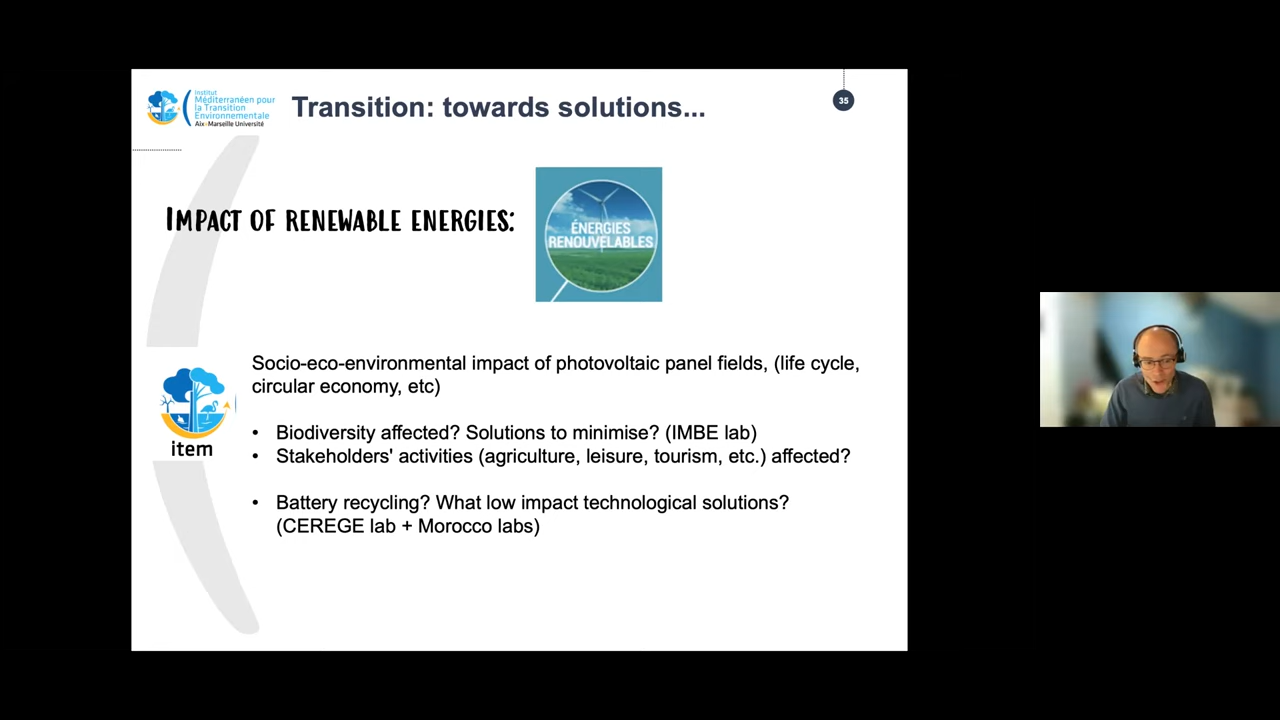 Institut
Méditerranéen pour
la Transition
Environnementale
Aix-Marseille Université
Transition: towards solutions...
35
IMPACT OF RENEWABLE ENERGIES:
ÉNERGIES
RENOUVELABLES
Socio-eco-environmental impact of photovoltaic panel fields, (life cycle,
circular economy, etc)
• Biodiversity affected? Solutions to minimise? (IMBE lab)
• Stakeholders' activities (agriculture, leisure, tourism, etc.) affected?
item
• Battery recycling? What low impact technological solutions?
(CEREGE lab + Morocco labs)